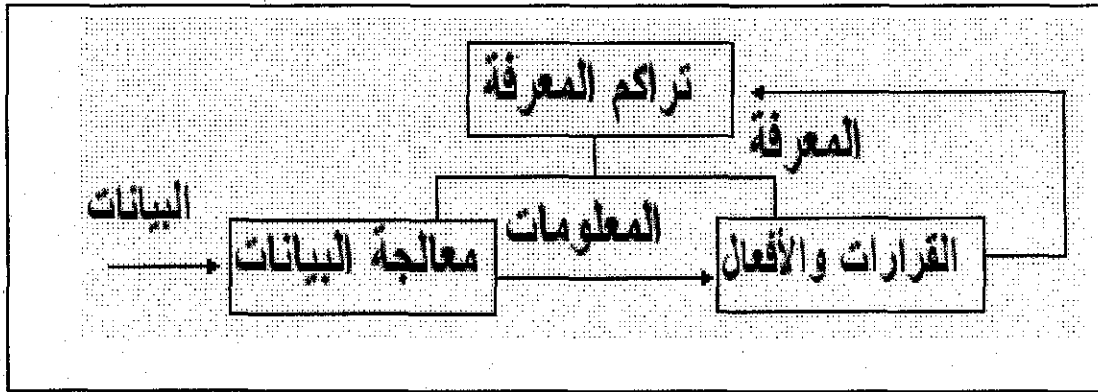 تراكم المعرفة
المعرفة
البيانات
المعلومات
معالجة البيانات
القرارات والأفعال